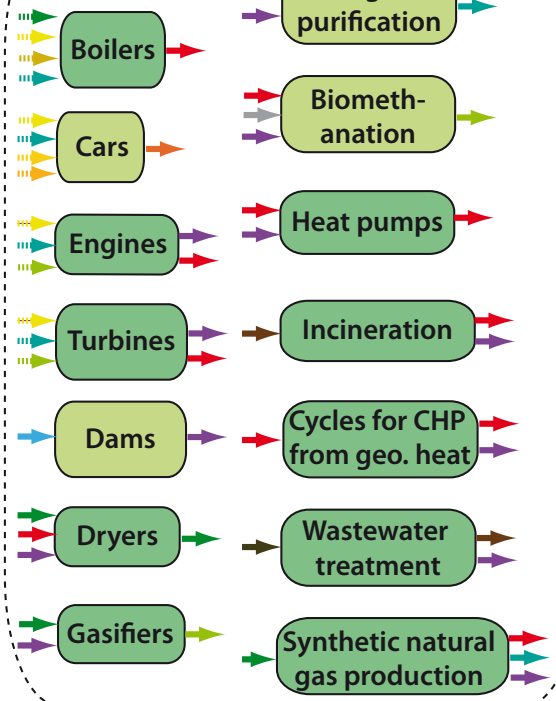 Boilers
Cars
Engines
Turbines
Dams
Dryers
Gasifiers
purification
Biometh-
anation
Heat pumps
Incineration
Cycles for CHP
from geo. heat
Wastewater
treatment
Synthetic natural
gas production